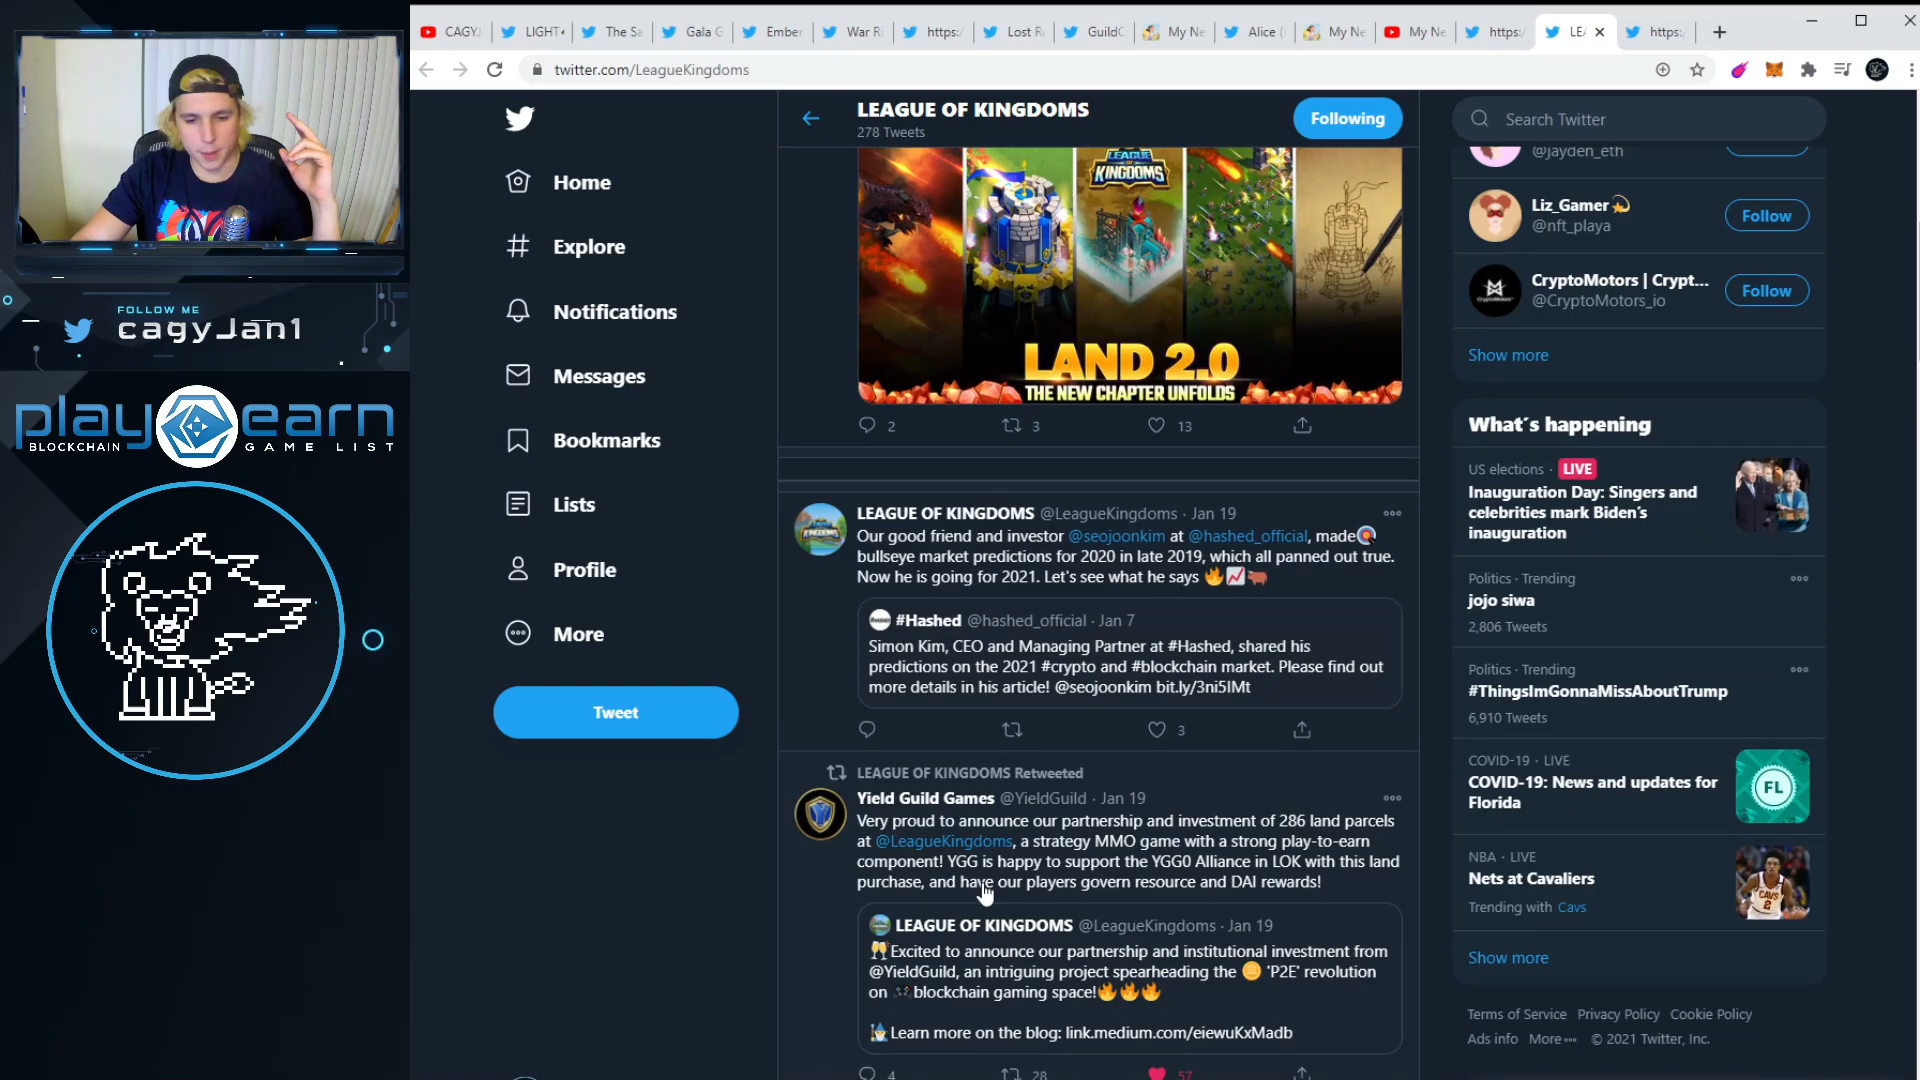 CAGYJ
LIGHT
The Sa
Gala G
Ember
War Ri
https:/
Lost Re
GuildC
My Ne
Alice (
My Ne
My Ne
https:/
LEA
https:/
twitter.com/LeagueKingdoms
FOLLOW ME
cagyJan1
play earn
BLOCKCHAIN GAME LIST
Home
Explore
Notifications
Messages
Bookmarks
Lists
Profile
More
Tweet
LEAGUE OF KINGDOMS
278 Tweets
Following
LEAGUE OF
KINGDOMS
LAND 2.0
THE NEW CHAPTER UNFOLDS
2 3 13
LEAGUE OF KINGDOMS @LeagueKingdoms · Jan 19
Our good friend and investor @seojoonkim at @hashed_official, made🎯
bullseye market predictions for 2020 in late 2019, which all panned out true.
Now he is going for 2021. Let's see what he says 🔥📈🐂
#Hashed @hashed_official · Jan 7
Simon Kim, CEO and Managing Partner at #Hashed, shared his
predictions on the 2021 #crypto and #blockchain market. Please find out
more details in his article! @seojoonkim bit.ly/3ni5lMt
3
LEAGUE OF KINGDOMS Retweeted
Yield Guild Games @YieldGuild · Jan 19
Very proud to announce our partnership and investment of 286 land parcels
at @LeagueKingdoms, a strategy MMO game with a strong play-to-earn
component! YGG is happy to support the YGG0 Alliance in LOK with this land
purchase, and have our players govern resource and DAI rewards!
LEAGUE OF KINGDOMS @LeagueKingdoms · Jan 19
🥂Excited to announce our partnership and institutional investment from
@YieldGuild, an intriguing project spearheading the 🪙 'P2E' revolution
on 🎮blockchain gaming space!🔥🔥🔥
🧙‍♂️Learn more on the blog: link.medium.com/eiewuKxMadb
4 28 57
Search Twitter
@jayden_eth
Liz_Gamer💫
@nft_playa
Follow
CryptoMotors | Crypt...
@CryptoMotors_io
Follow
Show more
What's happening
US elections · LIVE
Inauguration Day: Singers and
celebrities mark Biden's
inauguration
Politics · Trending
jojo siwa
2,806 Tweets
Politics · Trending
#ThingsImGonnaMissAboutTrump
6,910 Tweets
COVID-19 · LIVE
COVID-19: News and updates for
Florida
FL
NBA · LIVE
Nets at Cavaliers
Trending with Cavs
Show more
Terms of Service Privacy Policy Cookie Policy
Ads info More··· © 2021 Twitter, Inc.